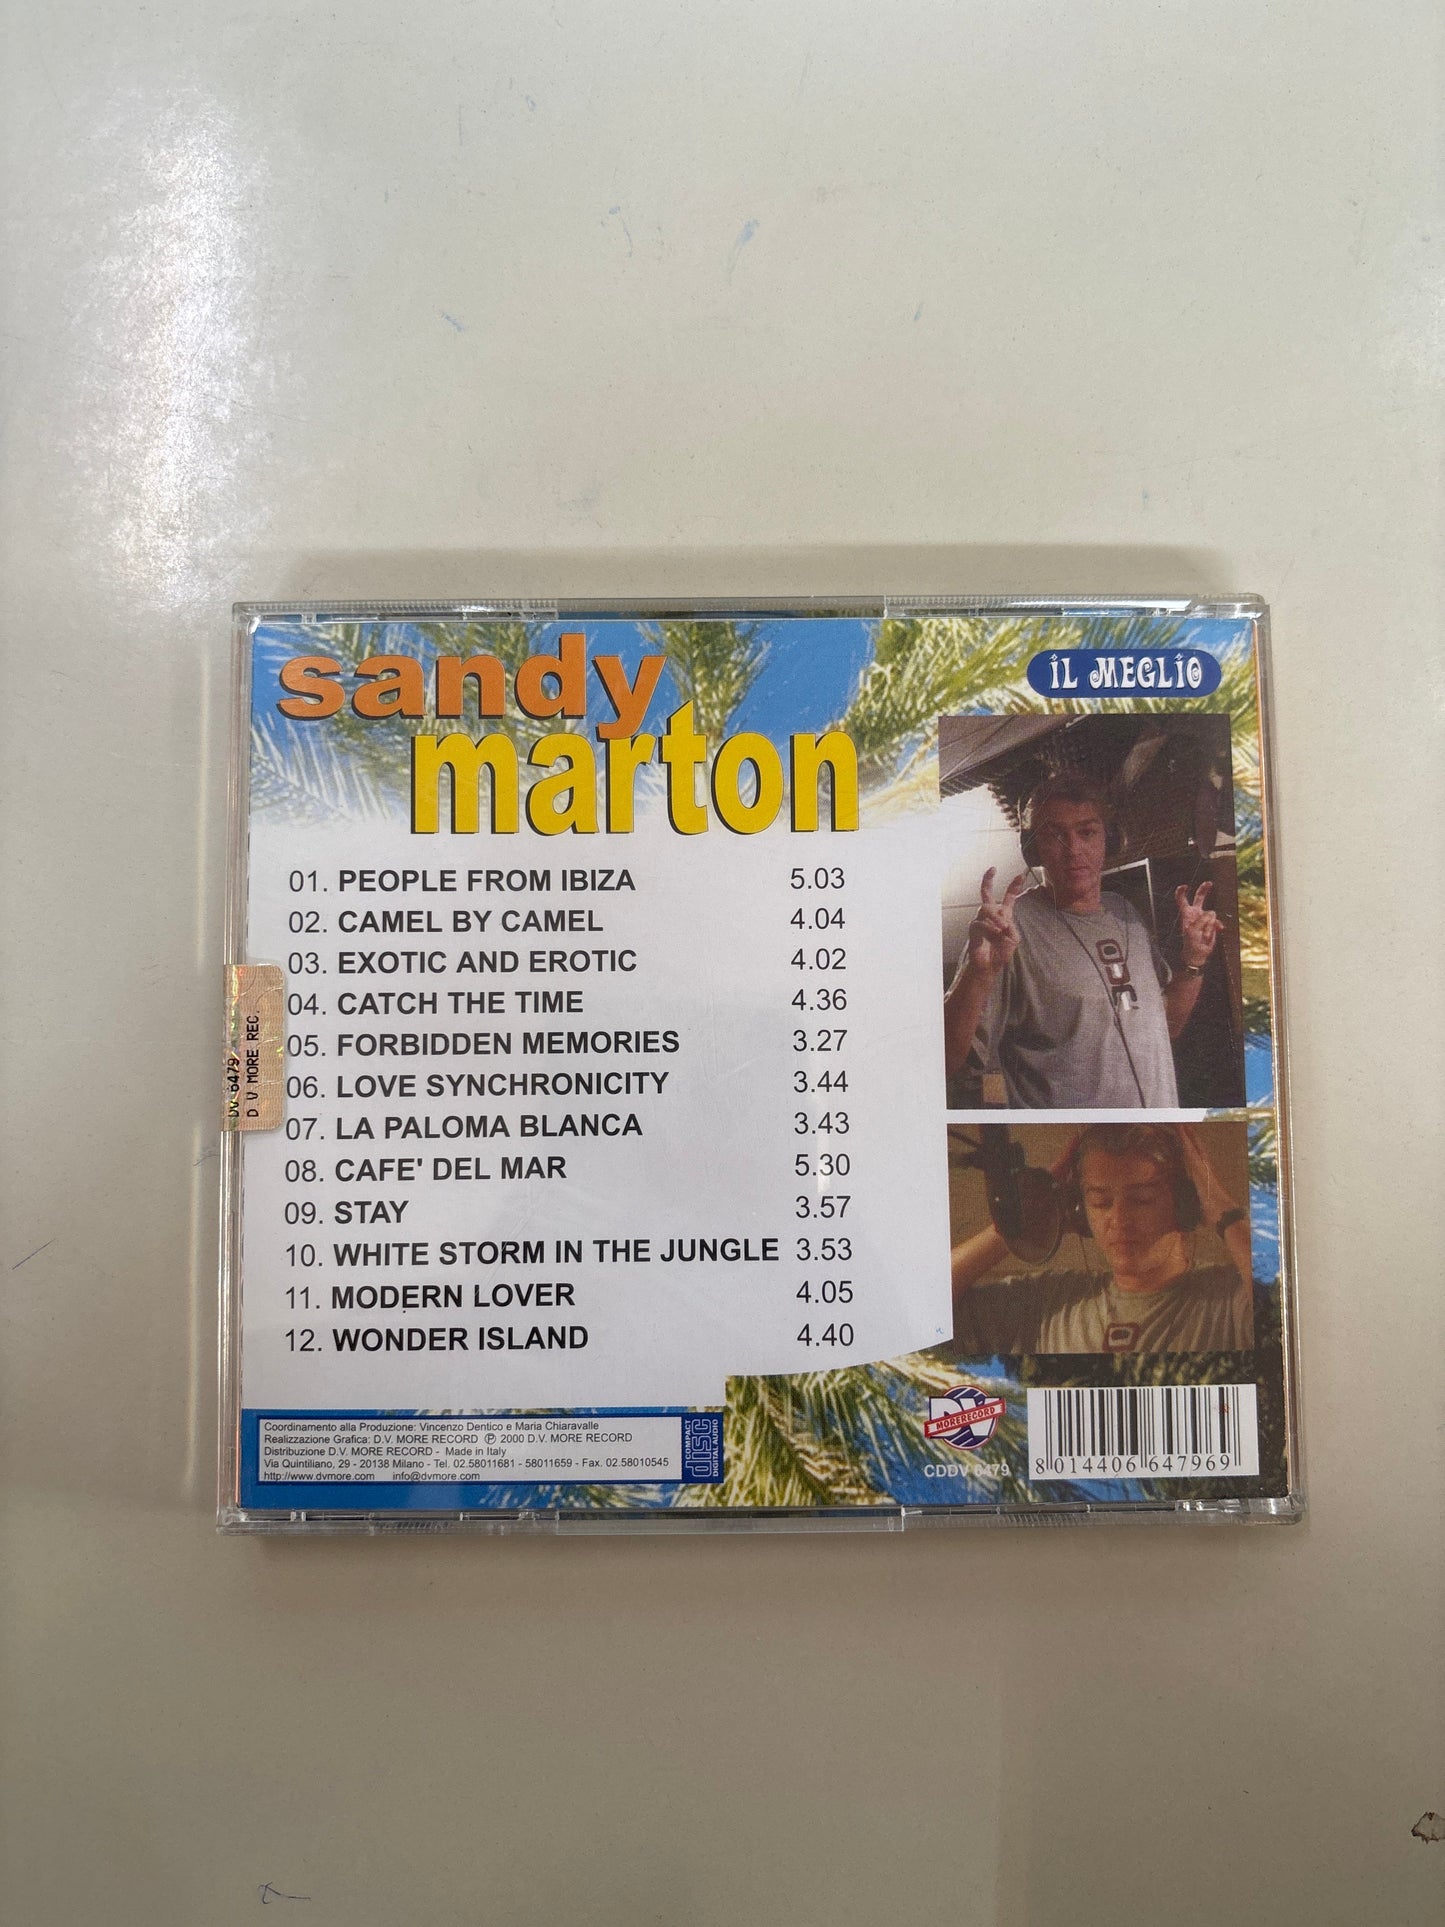 sandy
marton
iL MEGLiO
01. PEOPLE FROM IBIZA 5.03
02. CAMEL BY CAMEL 4.04
03. EXOTIC AND EROTIC 4.02
04. CATCH THE TIME 4.36
05. FORBIDDEN MEMORIES 3.27
06. LOVE SYNCHRONICITY 3.44
07. LA PALOMA BLANCA 3.43
08. CAFE' DEL MAR 5.30
09. STAY 3.57
10. WHITE STORM IN THE JUNGLE 3.53
11. MODERN LOVER 4.05
12. WONDER ISLAND 4.40
DV 6479
D.V.MORE REC.
Coordinamento alla Produzione: Vincenzo Dentico e Maria Chiaravalle
Realizzazione Grafica: D.V. MORE RECORD ℗ 2000 D.V. MORE RECORD
Distribuzione D.V. MORE RECORD - Made in Italy
Via Quintiliano, 29 - 20138 Milano - Tel. 02.58011681 - 58011659 - Fax. 02.58010545
http://www.dvmore.com info@dvmore.com
COMPACT
disc
DIGITAL AUDIO
DV
MORERECORD
CDDV 6479
8 014406 647969